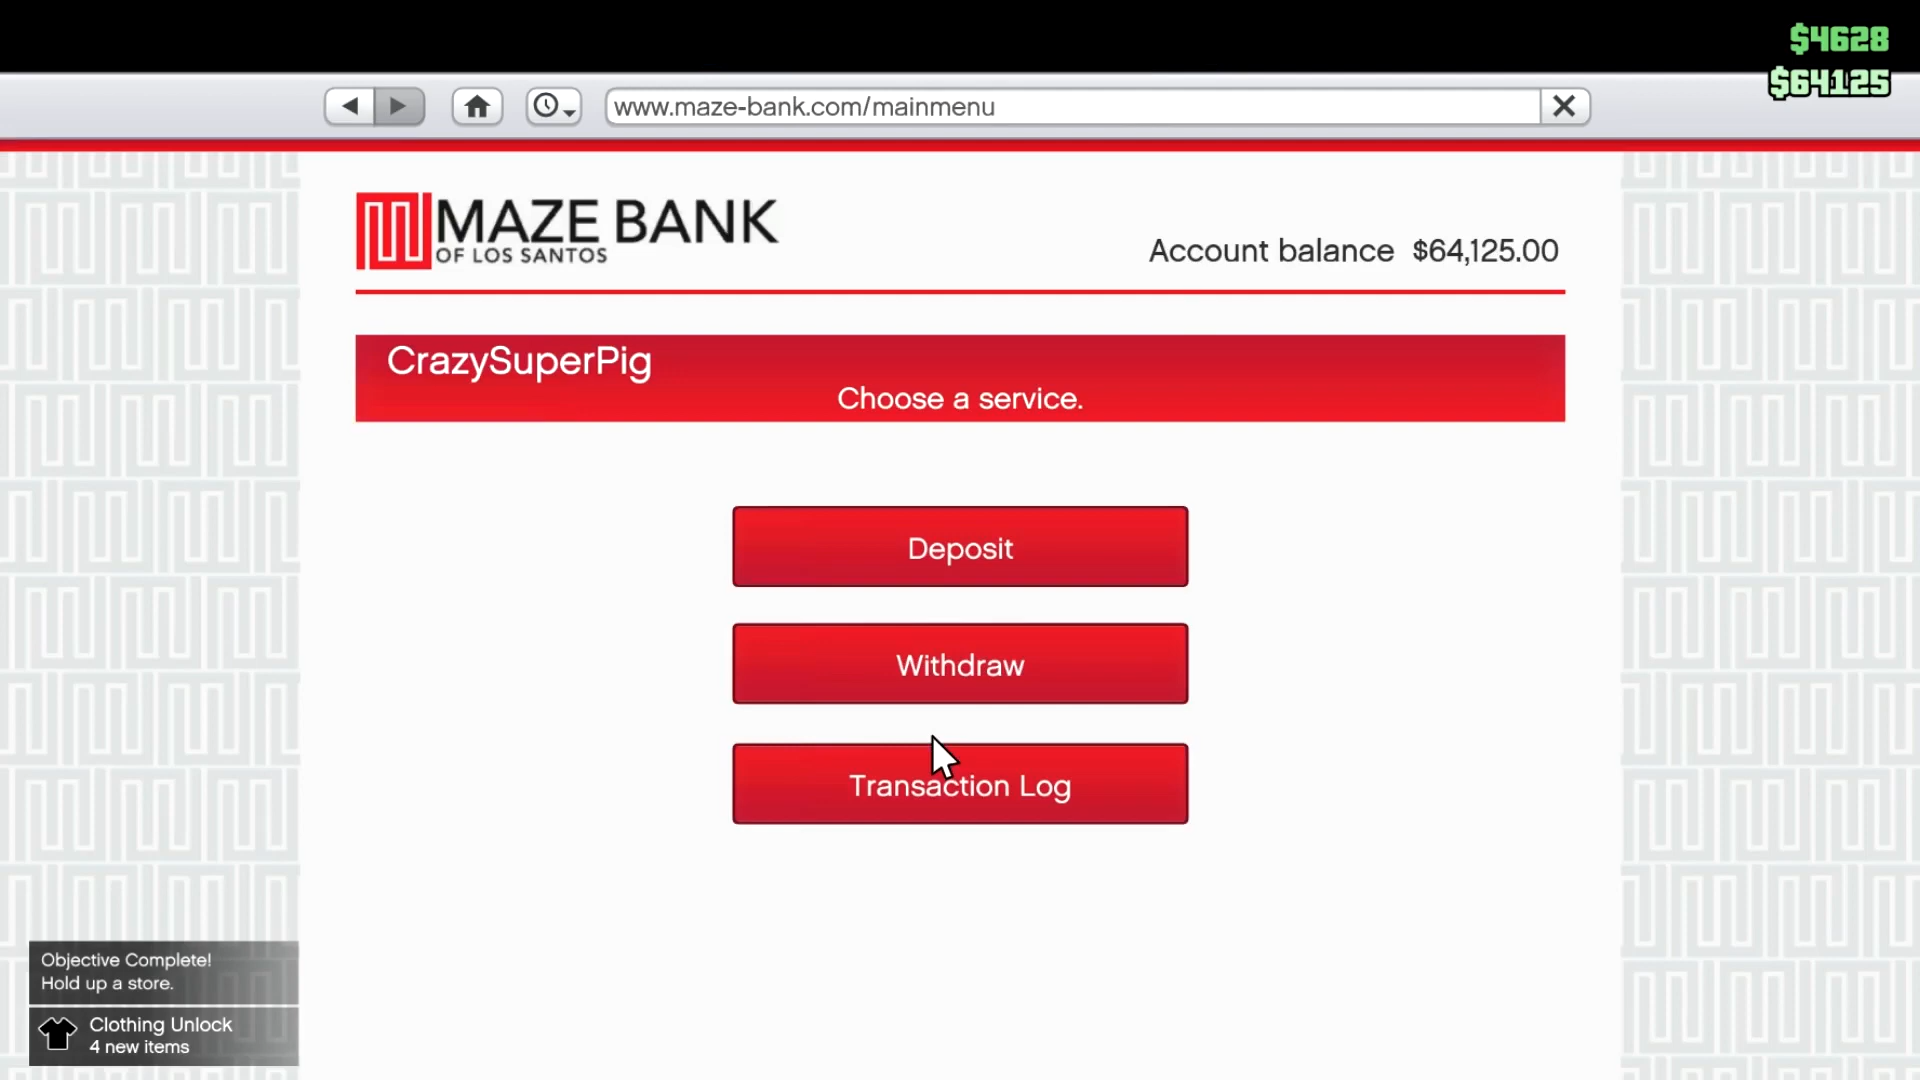 $4628
$64125
www.maze-bank.com/mainmenu
MAZE BANK
OF LOS SANTOS
Account balance $64,125.00
CrazySuperPig
Choose a service.
Deposit
Withdraw
Transaction Log
Objective Complete!
Hold up a store.
Clothing Unlock
4 new items